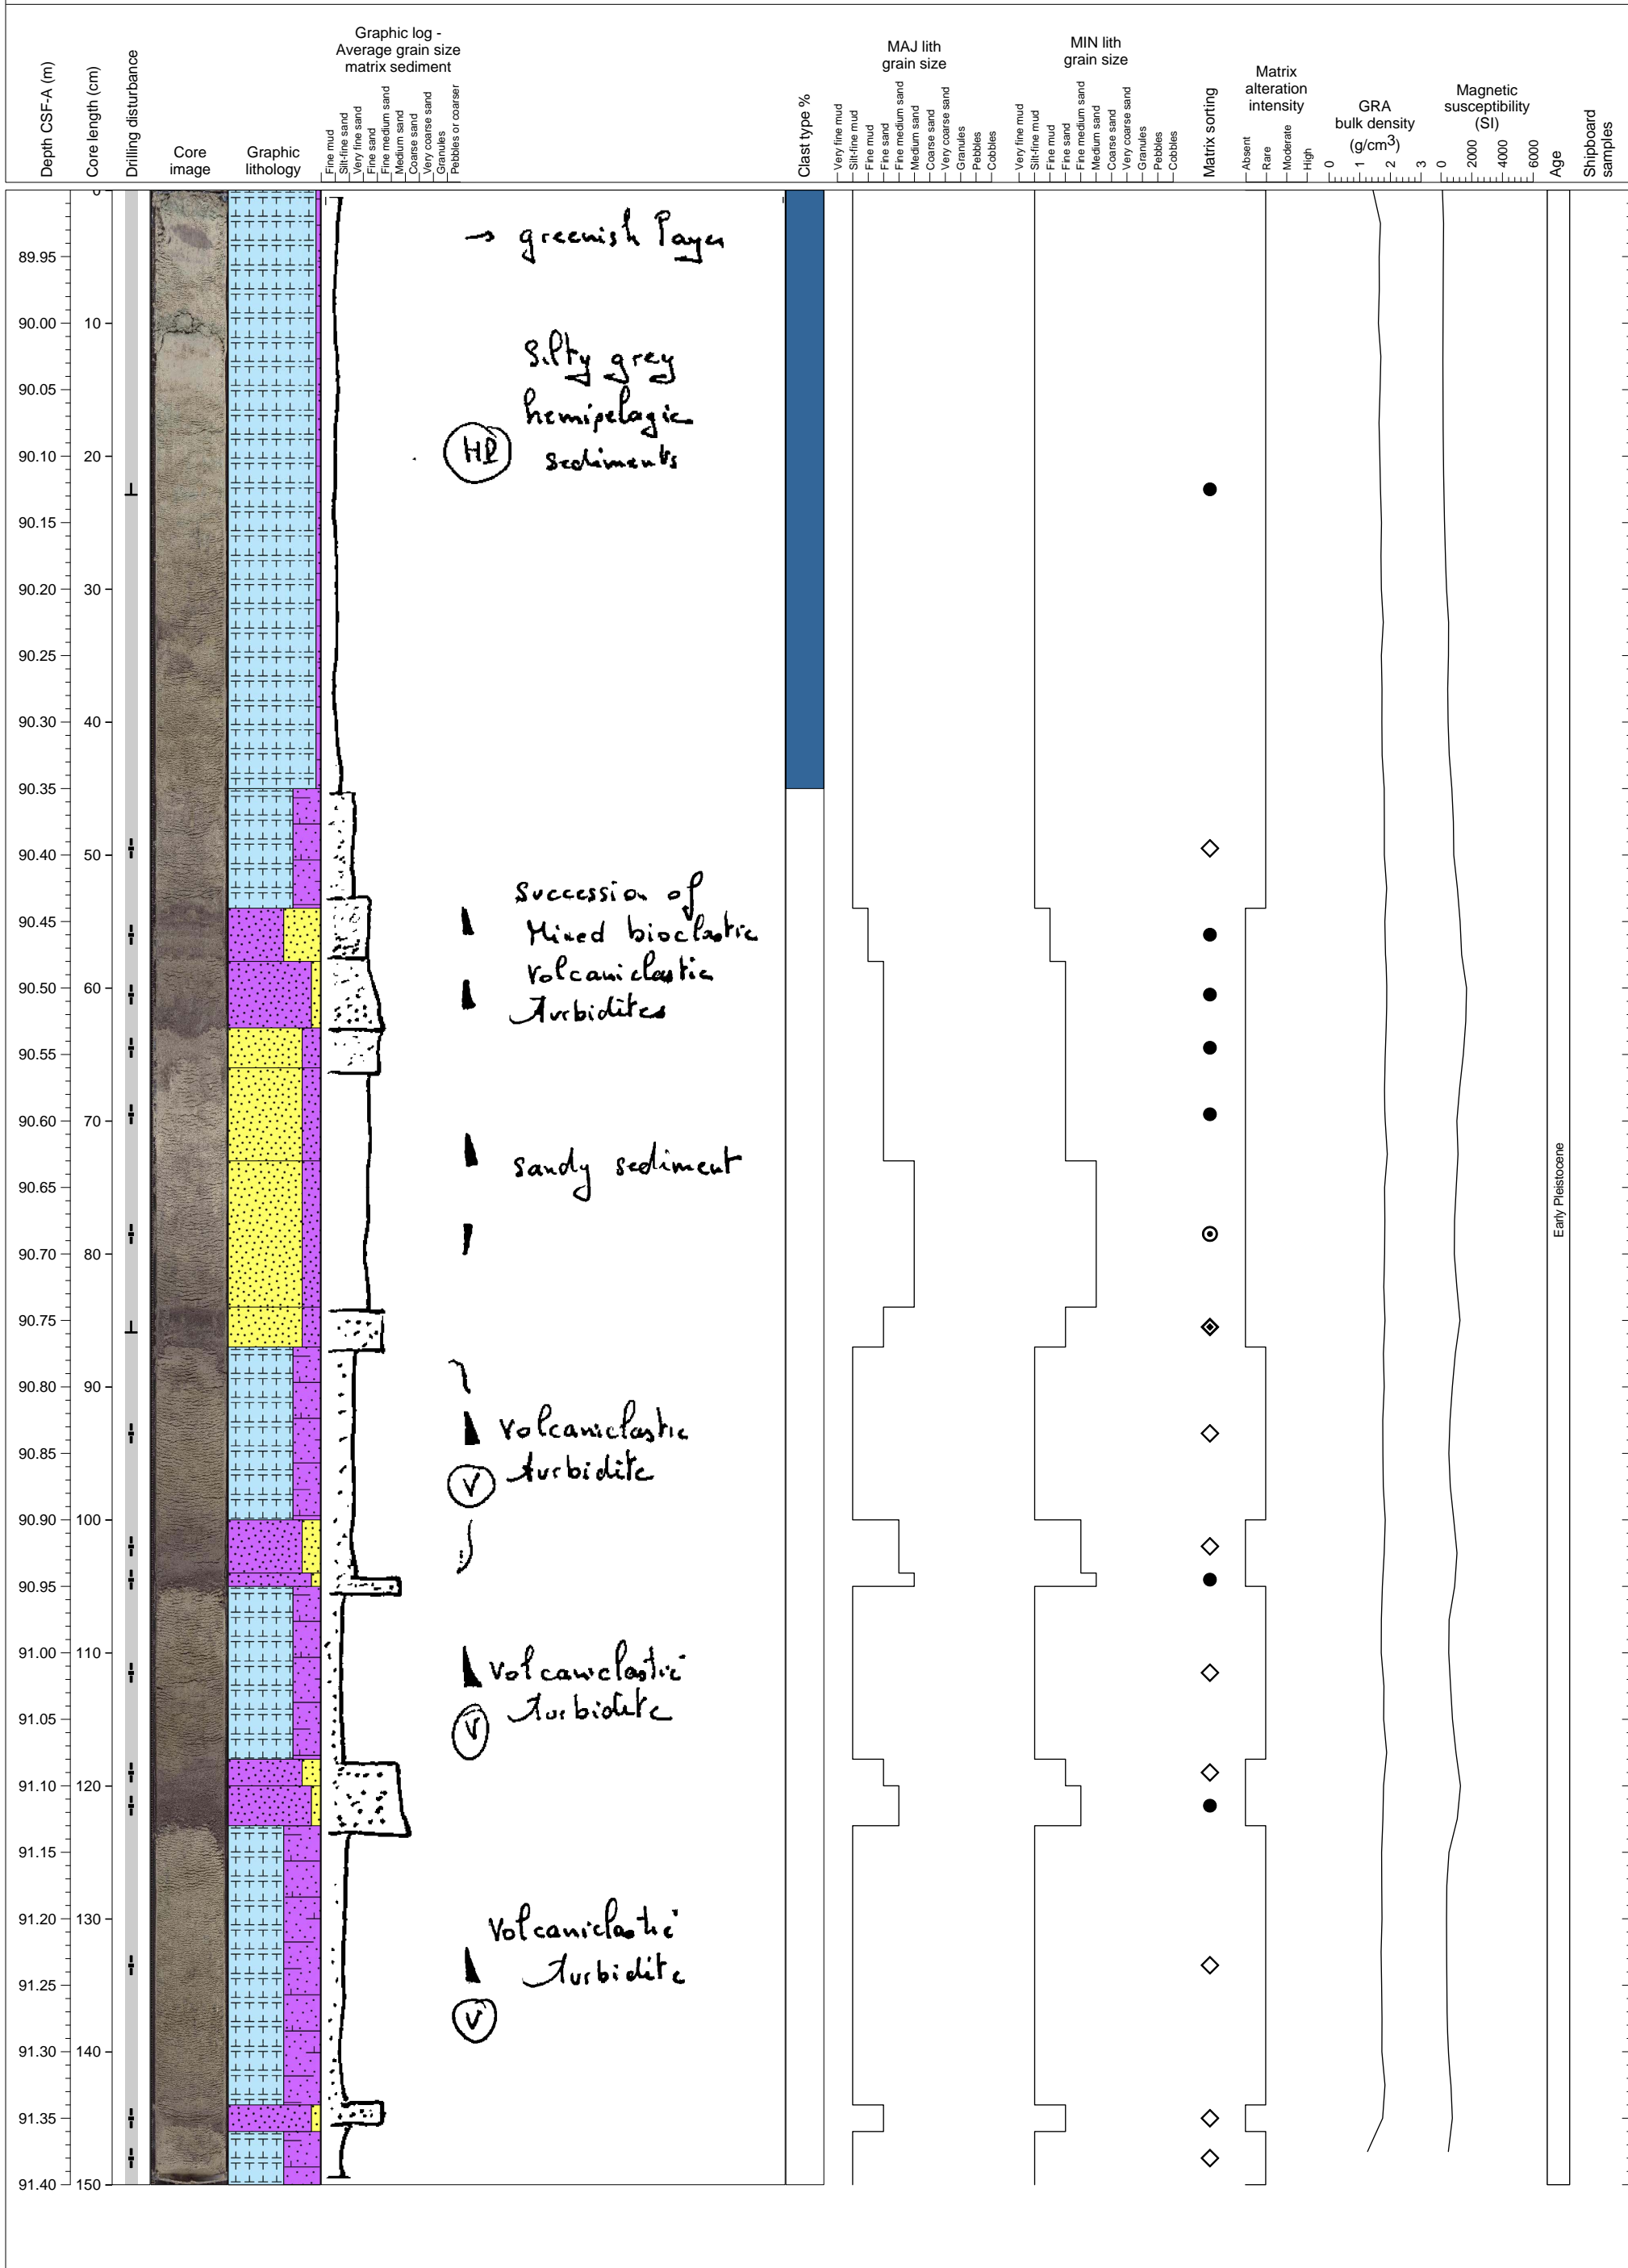 Graphic log -
Average grain size
matrix sediment
MAJ lith
grain size
MIN lith
grain size
Matrix
alteration
intensity
GRA
bulk density
(g/cm3)
Magnetic
susceptibility
(SI)
Depth CSF-A (m)
Core length (cm)
Drilling disturbance
Core
image
Graphic
lithology
Fine mud
Silt-fine sand
Very fine sand
Fine sand
Fine medium sand
Medium sand
Coarse sand
Very coarse sand
Granules
Pebbles or coarser
Clast type %
Very fine mud
Silt-fine mud
Fine mud
Fine sand
Fine medium sand
Medium sand
Coarse sand
Very coarse sand
Granules
Pebbles
Cobbles
Very fine mud
Silt-fine mud
Fine mud
Fine sand
Fine medium sand
Medium sand
Coarse sand
Very coarse sand
Granules
Pebbles
Cobbles
Matrix sorting
Absent
Rare
Moderate
High
0 1 2 3
0 2000 4000 6000
Age
Shipboard
samples
0
→ greenish layer
89.95
90.00 10
Silty grey
90.05
hemipelagic
HP sediments
90.10 20
90.15
90.20 30
90.25
90.30 40
90.35
90.40 50
Succession of
90.45 Mixed bioclastic
Volcaniclastic
90.50 60
Turbidites
90.55
90.60 70
sandy sediment
90.65
Early Pleistocene
90.70 80
90.75
90.80 90
Volcaniclastic
90.85
V turbidite
90.90 100
90.95
91.00 110
Volcaniclastic
V Turbidite
91.05
91.10 120
91.15
91.20 130
Volcaniclastic
Turbidite
91.25
V
91.30 140
91.35
91.40 150